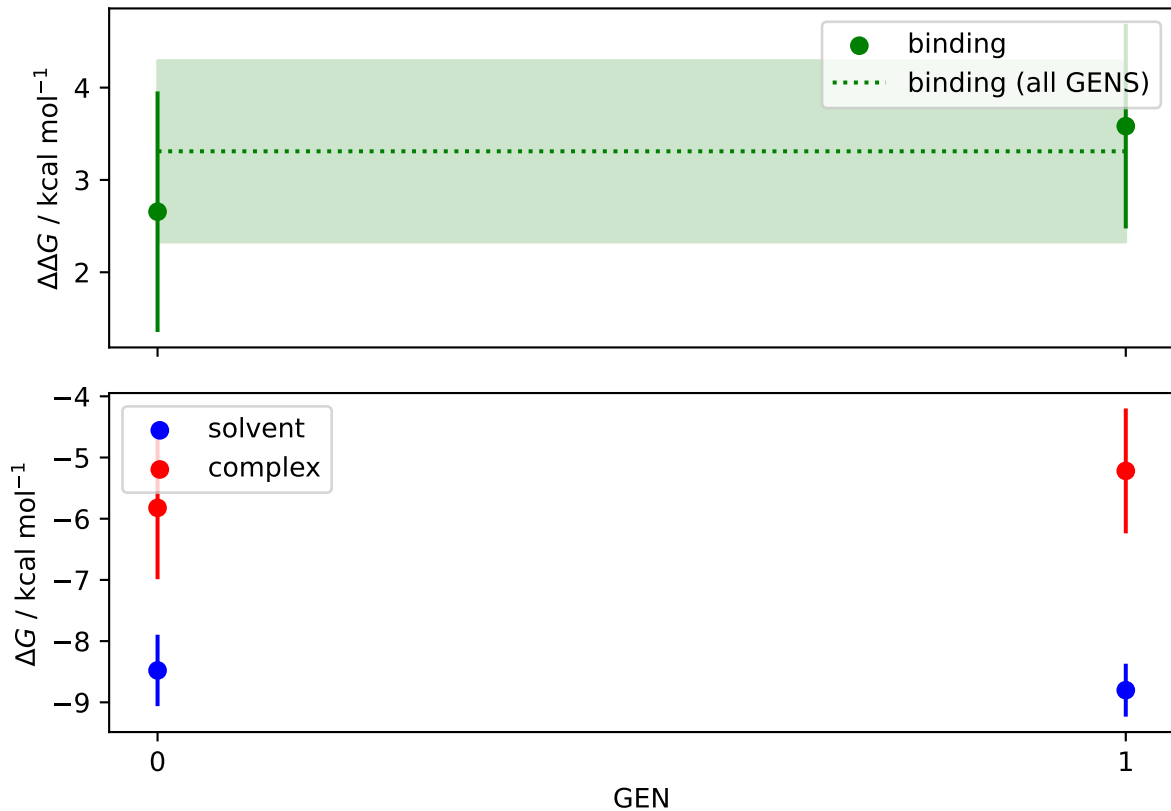 binding
binding (all GENS)
4
3
2
ΔΔG / kcal mol⁻¹
solvent
complex
−4
−5
−6
−7
−8
−9
ΔG / kcal mol⁻¹
0 1
GEN